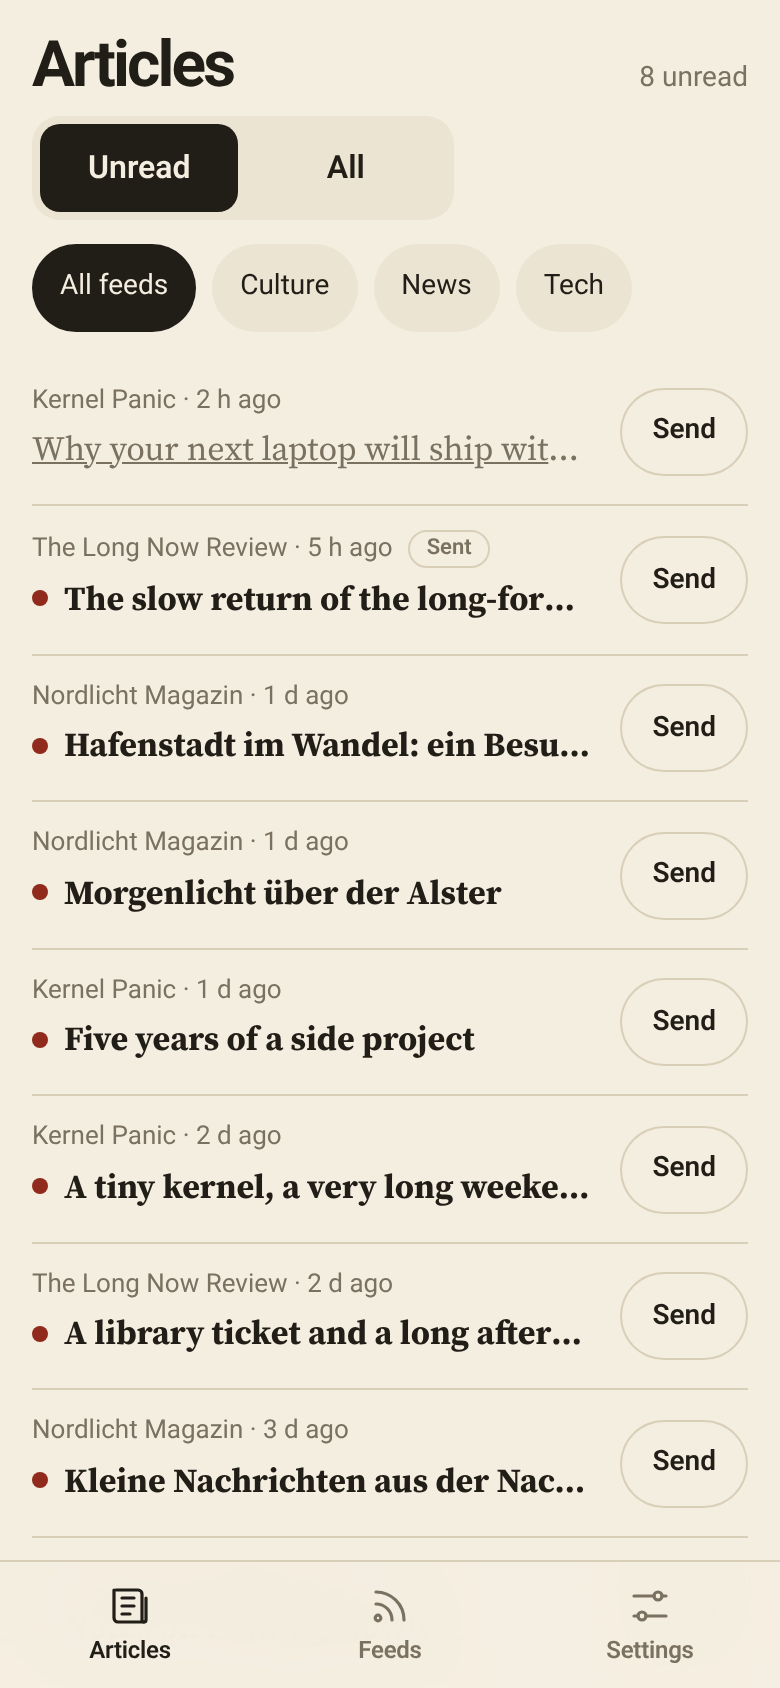 Articles
8 unread
Unread All
All feeds Culture News Tech
Kernel Panic · 2 h ago
Why your next laptop will ship wit...
Send
The Long Now Review · 5 h ago Sent
The slow return of the long-for...
Send
Nordlicht Magazin · 1 d ago
Hafenstadt im Wandel: ein Besu...
Send
Nordlicht Magazin · 1 d ago
Morgenlicht über der Alster
Send
Kernel Panic · 1 d ago
Five years of a side project
Send
Kernel Panic · 2 d ago
A tiny kernel, a very long weeke...
Send
The Long Now Review · 2 d ago
A library ticket and a long after...
Send
Nordlicht Magazin · 3 d ago
Kleine Nachrichten aus der Nac...
Send
Articles Feeds Settings